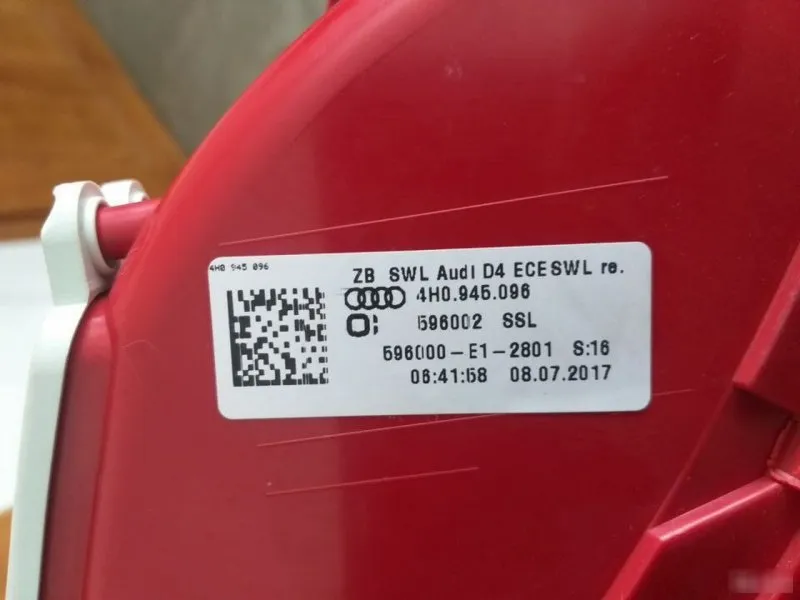 4H0 945 096
ZB SWL Audi D4 ECESWL re.
4H0.945.096
596002 SSL
596000-E1-2801 S:16
06:41:58 08.07.2017